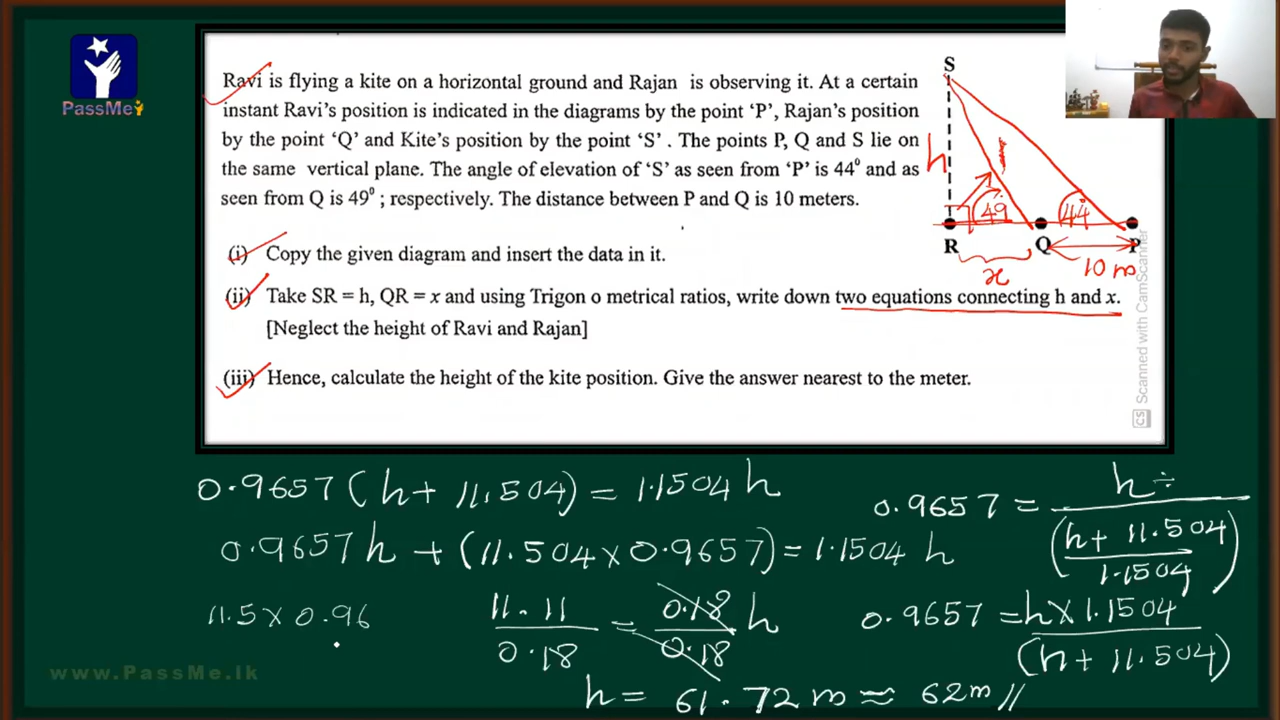 PassMe
Ravi is flying a kite on a horizontal ground and Rajan is observing it. At a certain
instant Ravi's position is indicated in the diagrams by the point 'P', Rajan's position
by the point 'Q' and Kite's position by the point 'S' . The points P, Q and S lie on
the same vertical plane. The angle of elevation of 'S' as seen from 'P' is 44⁰ and as
seen from Q is 49⁰ ; respectively. The distance between P and Q is 10 meters.
(i) Copy the given diagram and insert the data in it.
(ii) Take SR = h, QR = x and using Trigon o metrical ratios, write down two equations connecting h and x.
[Neglect the height of Ravi and Rajan]
(iii) Hence, calculate the height of the kite position. Give the answer nearest to the meter.
S
h
49 44
R Q P
x 10 m
CS Scanned with CamScanner
0.9657 (h + 11.504) = 1.1504 h
0.9657 h + (11.504 × 0.9657) = 1.1504 h
11.5 × 0.96
11.11 / 0.18 = 0.18 / 0.18 h
h = 61.72 m ≈ 62m //
0.9657 = h ÷ / ((h + 11.504) / 1.1504)
0.9657 = h × 1.1504 / (h + 11.504)
www.PassMe.lk